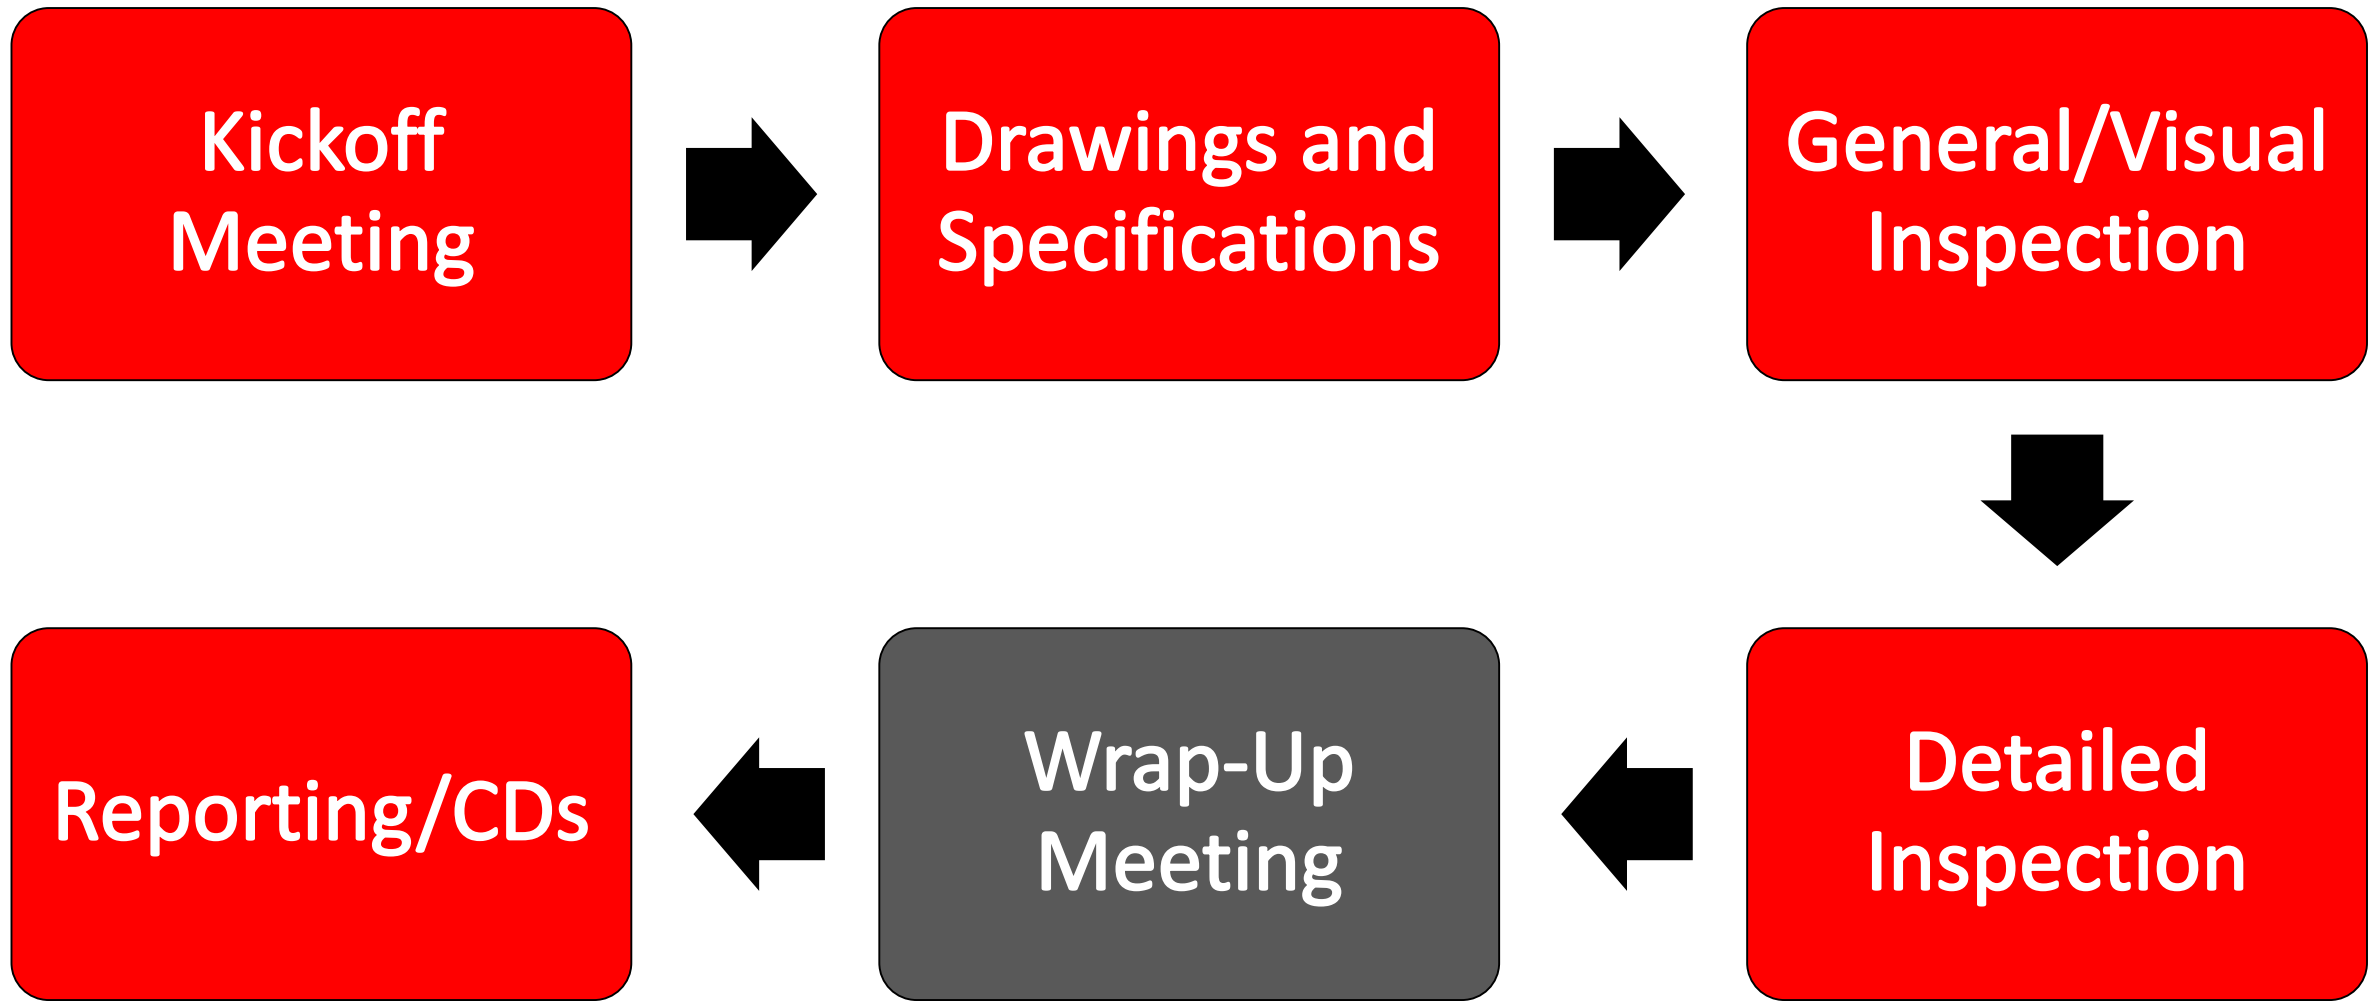 Kickoff
Meeting
Drawings and
Specifications
General/Visual
Inspection
Detailed
Inspection
Wrap-Up
Meeting
Reporting/CDs